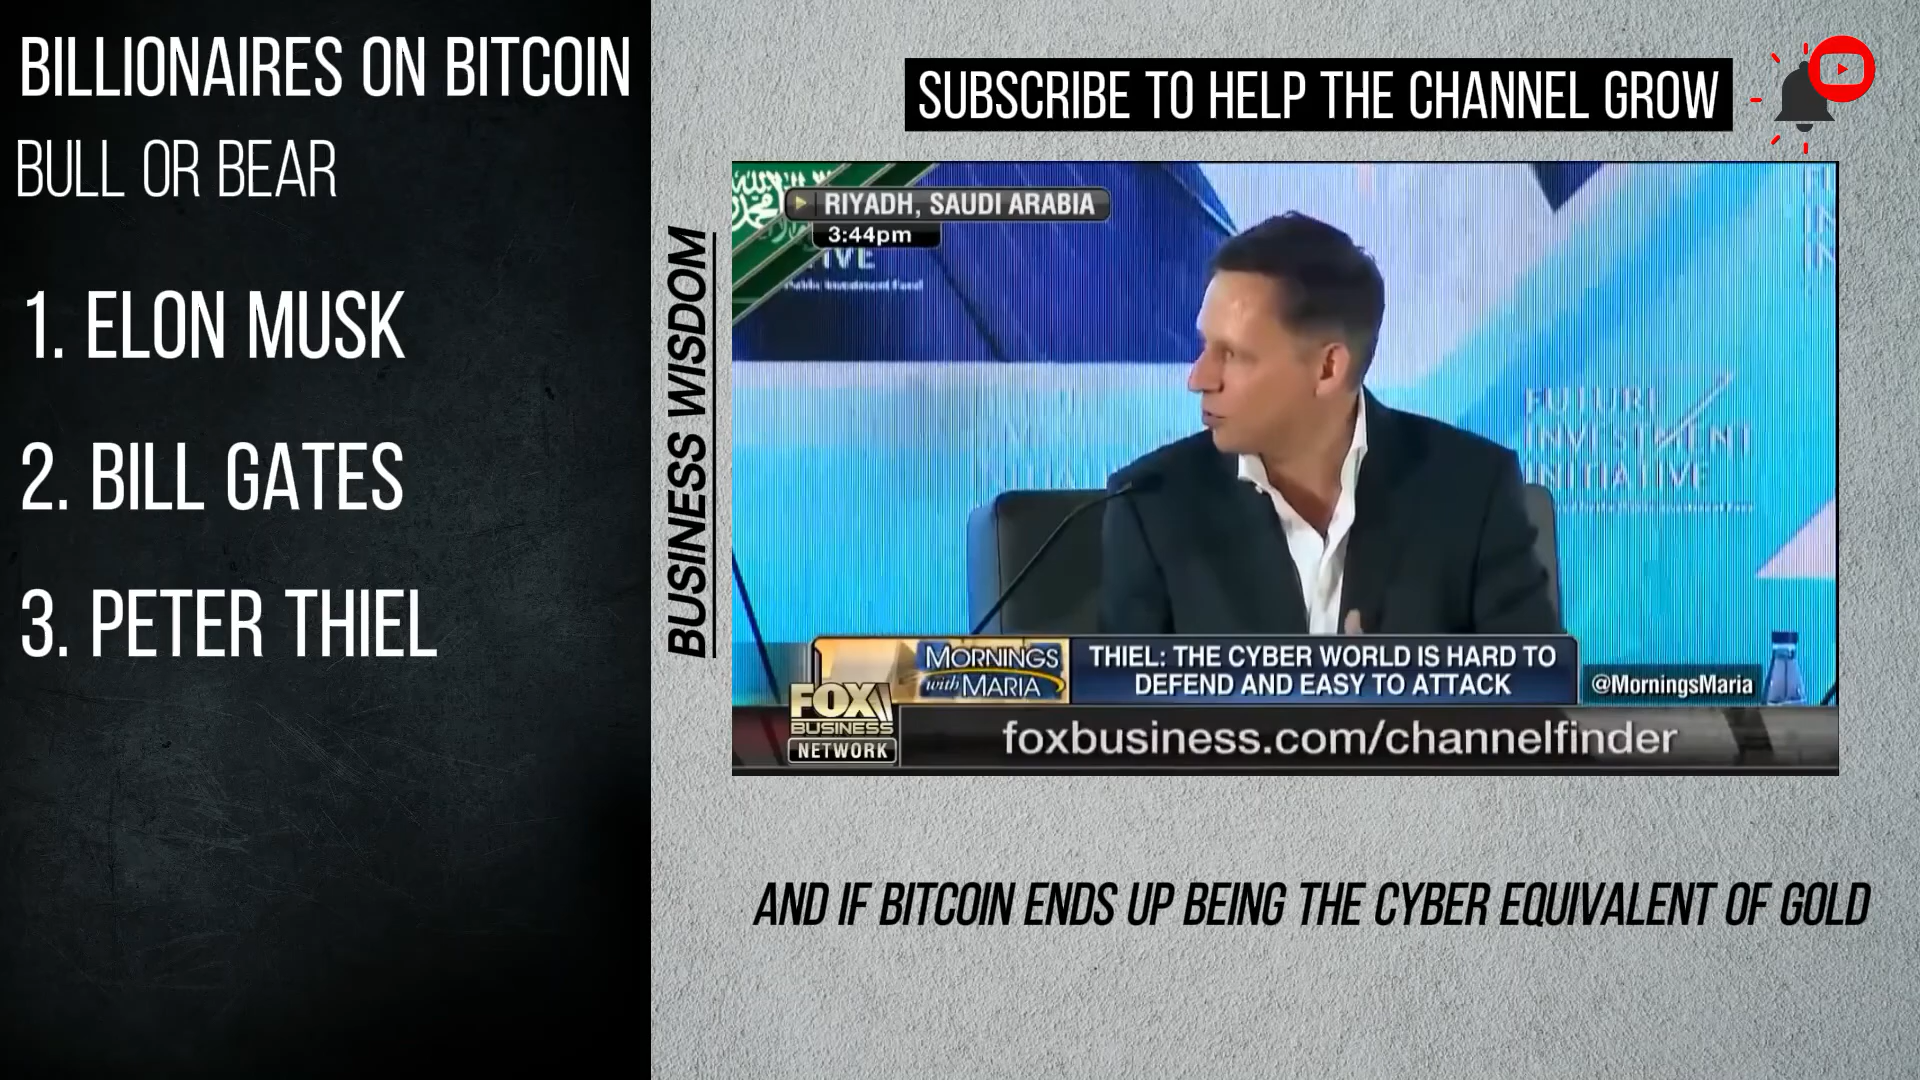 BILLIONAIRES ON BITCOIN
BULL OR BEAR
1. ELON MUSK
2. BILL GATES
3. PETER THIEL
BUSINESS WISDOM
SUBSCRIBE TO HELP THE CHANNEL GROW
RIYADH, SAUDI ARABIA
3:44pm
Public Investment Fund
FUTURE
INVESTMENT
INITIATIVE
MORNINGS
with MARIA
THIEL: THE CYBER WORLD IS HARD TO
DEFEND AND EASY TO ATTACK
@MorningsMaria
FOX
BUSINESS
NETWORK
foxbusiness.com/channelfinder
AND IF BITCOIN ENDS UP BEING THE CYBER EQUIVALENT OF GOLD